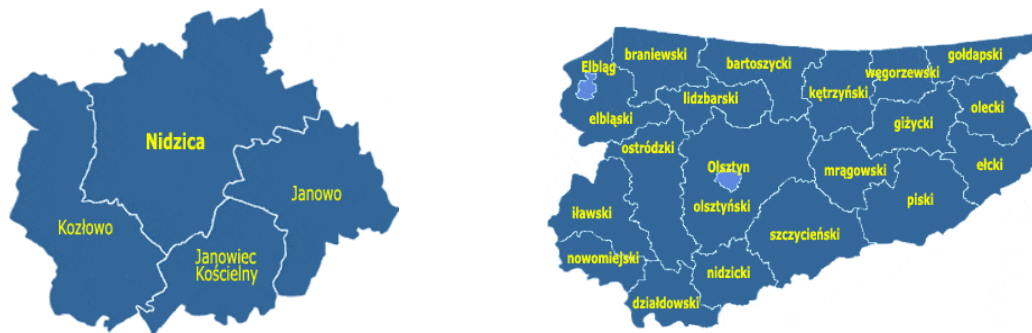 Nidzica
Janowo
Kozłowo
Janowiec
Kościelny
braniewski
bartoszycki
gołdapski
Elbląg
węgorzewski
kętrzyński
lidzbarski
olecki
elbląski
giżycki
ostródzki
Olsztyn
mrągowski
ełcki
olsztyński
piski
iławski
szczycieński
nowomiejski
nidzicki
działdowski